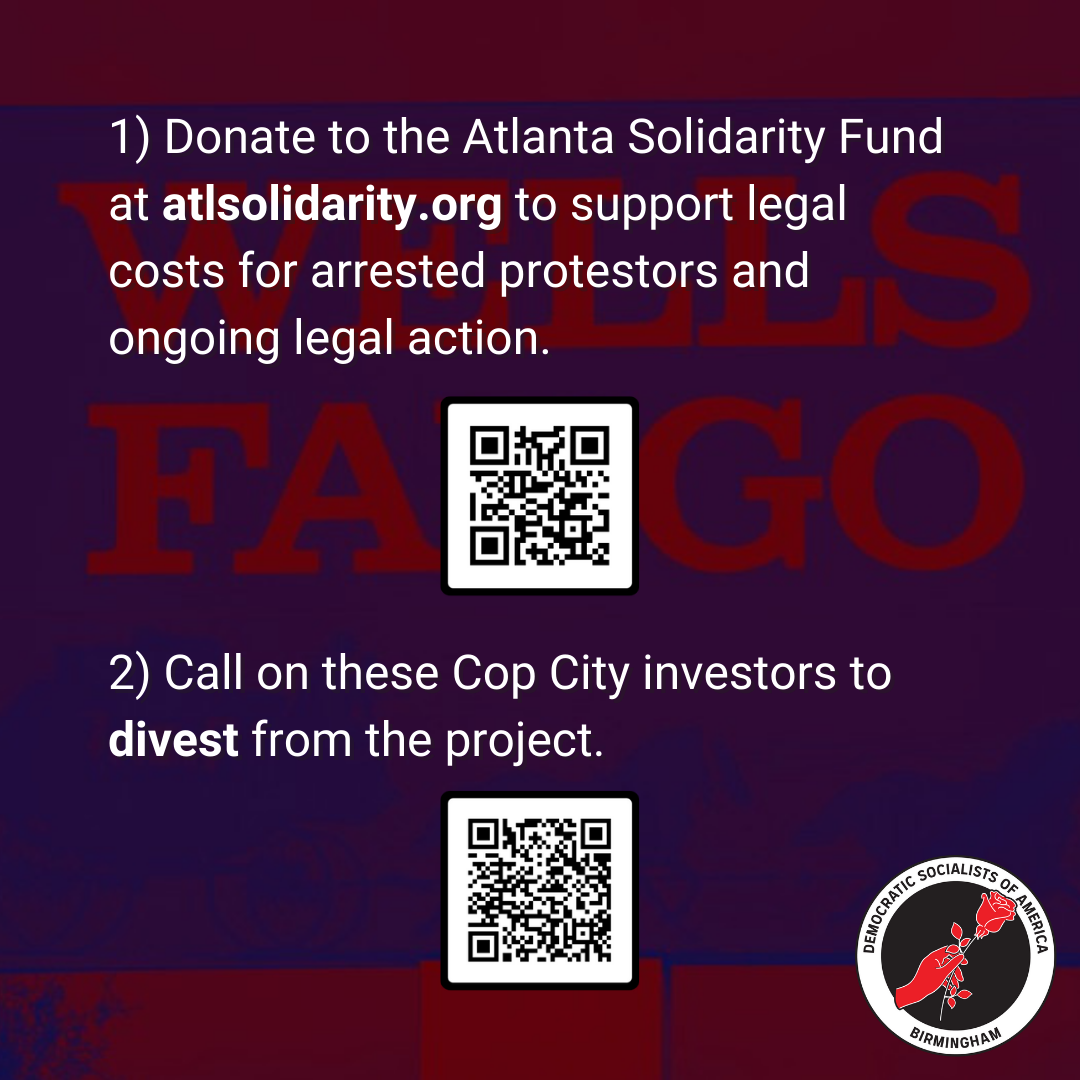 1) Donate to the Atlanta Solidarity Fund
at atlsolidarity.org to support legal
costs for arrested protestors and
ongoing legal action.
WELLS
FARGO
2) Call on these Cop City investors to
divest from the project.
DEMOCRATIC SOCIALISTS OF AMERICA
BIRMINGHAM